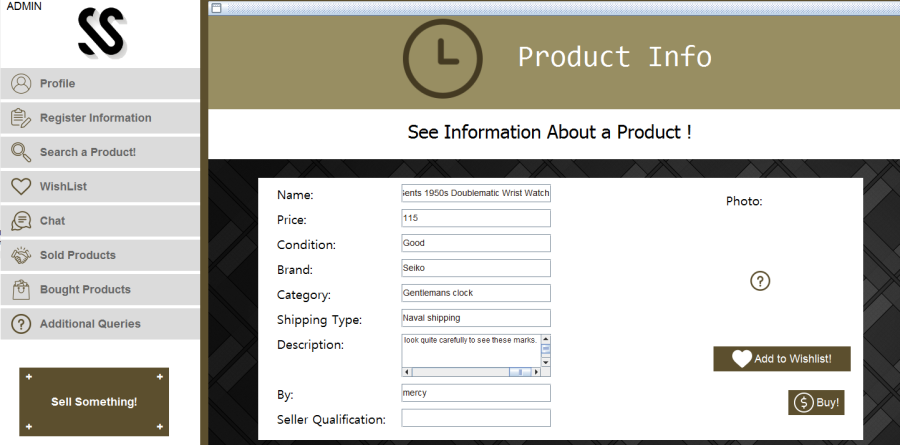 ADMIN
SS
Profile
Register Information
Search a Product!
WishList
Chat
Sold Products
Bought Products
Additional Queries
Sell Something!
Product Info
See Information About a Product !
Name: Gents 1950s Doublematic Wrist Watch
Price: 115
Condition: Good
Brand: Seiko
Category: Gentlemans clock
Shipping Type: Naval shipping
Description: look quite carefully to see these marks.
By: mercy
Seller Qualification:
Photo:
?
Add to Wishlist!
$ Buy!